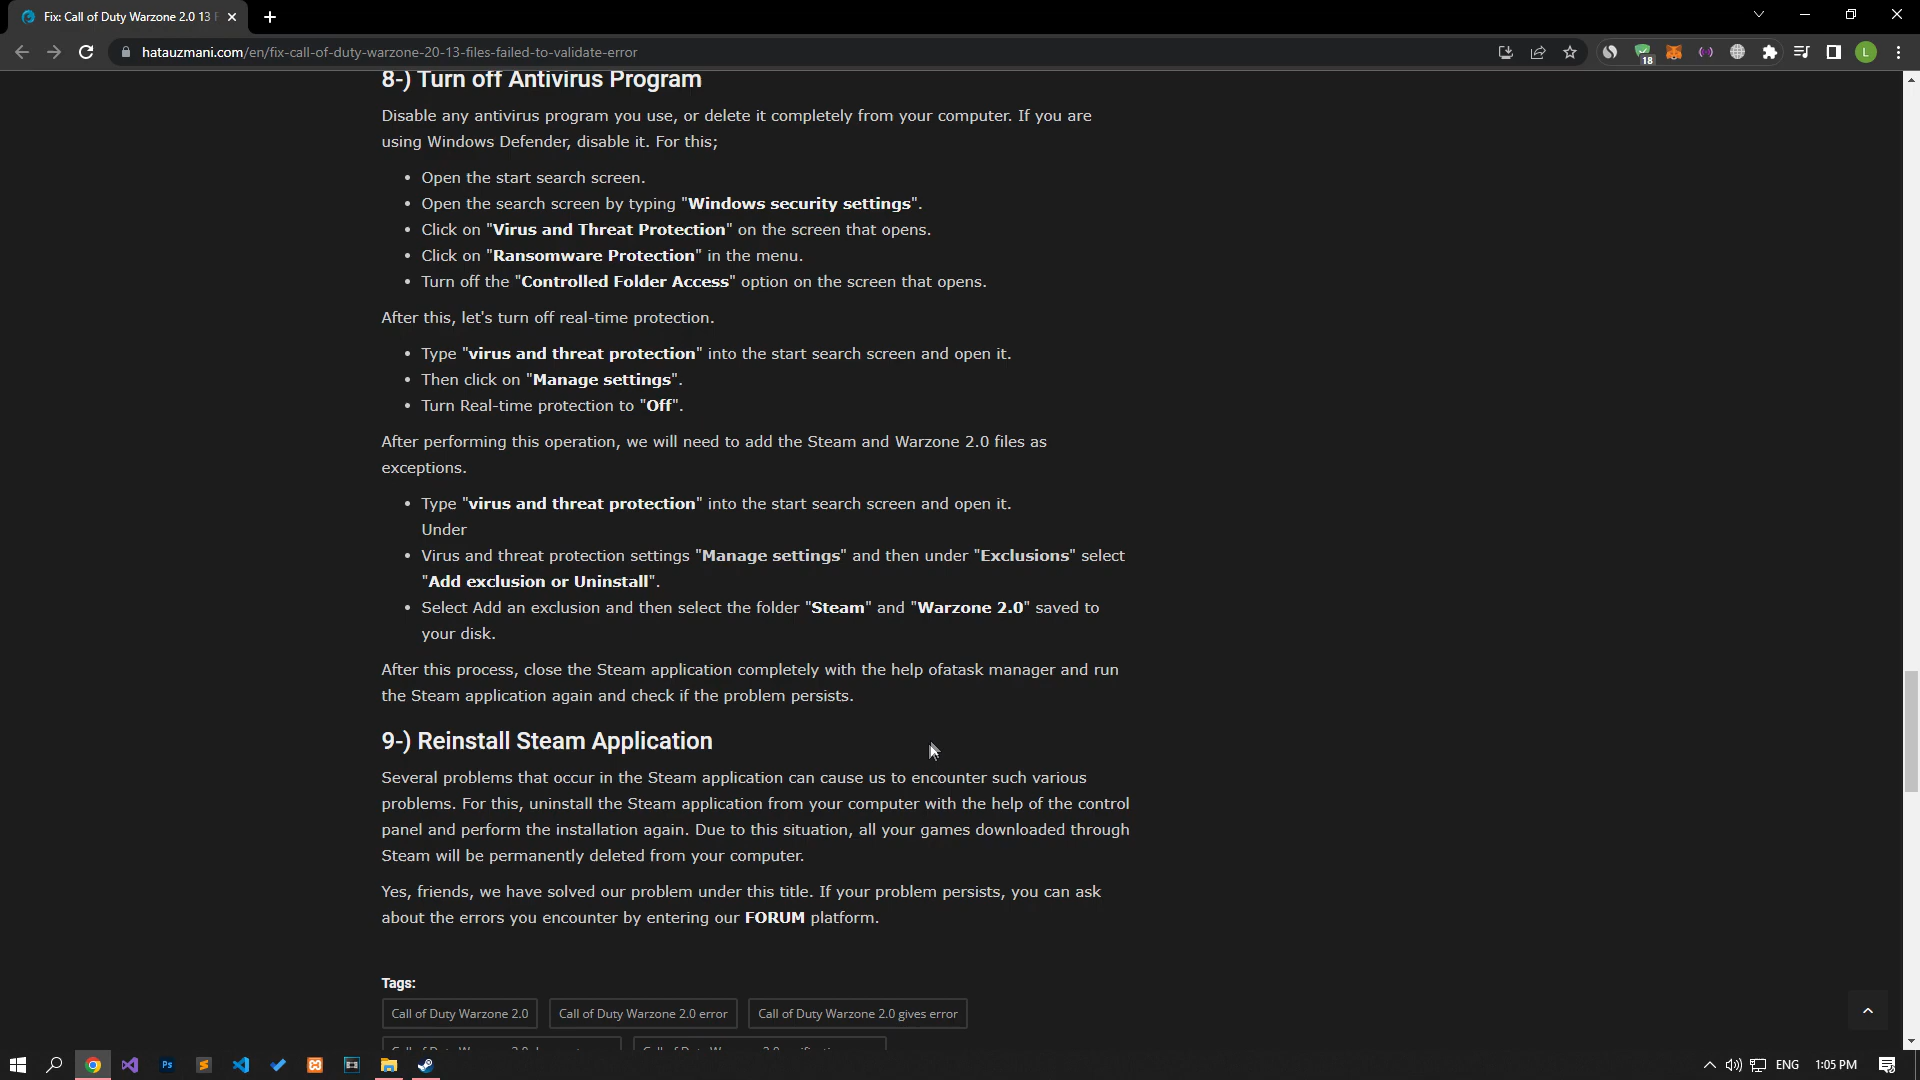 Fix: Call of Duty Warzone 2.0 13
hatauzmani.com/en/fix-call-of-duty-warzone-20-13-files-failed-to-validate-error
18
L
8-) Turn off Antivirus Program
Disable any antivirus program you use, or delete it completely from your computer. If you are
using Windows Defender, disable it. For this;
• Open the start search screen.
• Open the search screen by typing "Windows security settings".
• Click on "Virus and Threat Protection" on the screen that opens.
• Click on "Ransomware Protection" in the menu.
• Turn off the "Controlled Folder Access" option on the screen that opens.
After this, let's turn off real-time protection.
• Type "virus and threat protection" into the start search screen and open it.
• Then click on "Manage settings".
• Turn Real-time protection to "Off".
After performing this operation, we will need to add the Steam and Warzone 2.0 files as
exceptions.
• Type "virus and threat protection" into the start search screen and open it.
Under
• Virus and threat protection settings "Manage settings" and then under "Exclusions" select
"Add exclusion or Uninstall".
• Select Add an exclusion and then select the folder "Steam" and "Warzone 2.0" saved to
your disk.
After this process, close the Steam application completely with the help ofatask manager and run
the Steam application again and check if the problem persists.
9-) Reinstall Steam Application
Several problems that occur in the Steam application can cause us to encounter such various
problems. For this, uninstall the Steam application from your computer with the help of the control
panel and perform the installation again. Due to this situation, all your games downloaded through
Steam will be permanently deleted from your computer.
Yes, friends, we have solved our problem under this title. If your problem persists, you can ask
about the errors you encounter by entering our FORUM platform.
Tags:
Call of Duty Warzone 2.0
Call of Duty Warzone 2.0 error
Call of Duty Warzone 2.0 gives error
Ps
ENG
1:05 PM